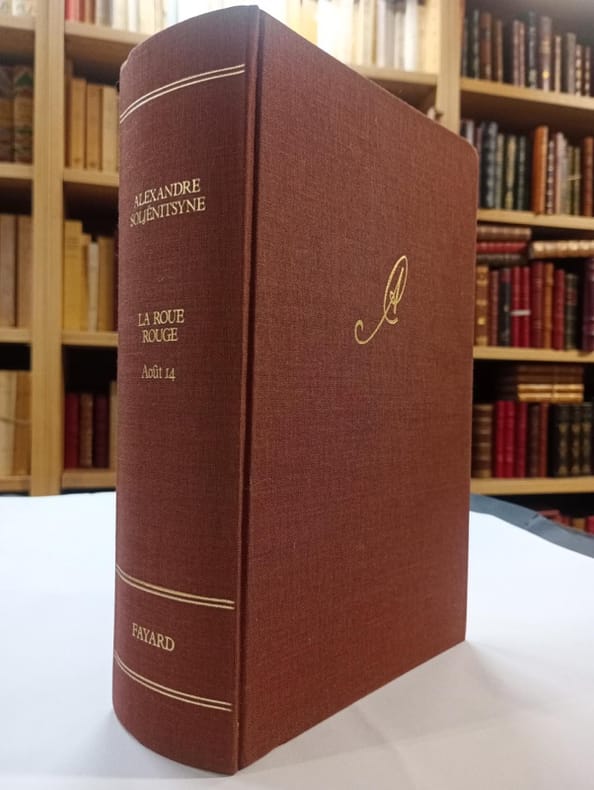 ALEXANDRE
SOLJÉNITSYNE
LA ROUE
ROUGE
Août 14
FAYARD